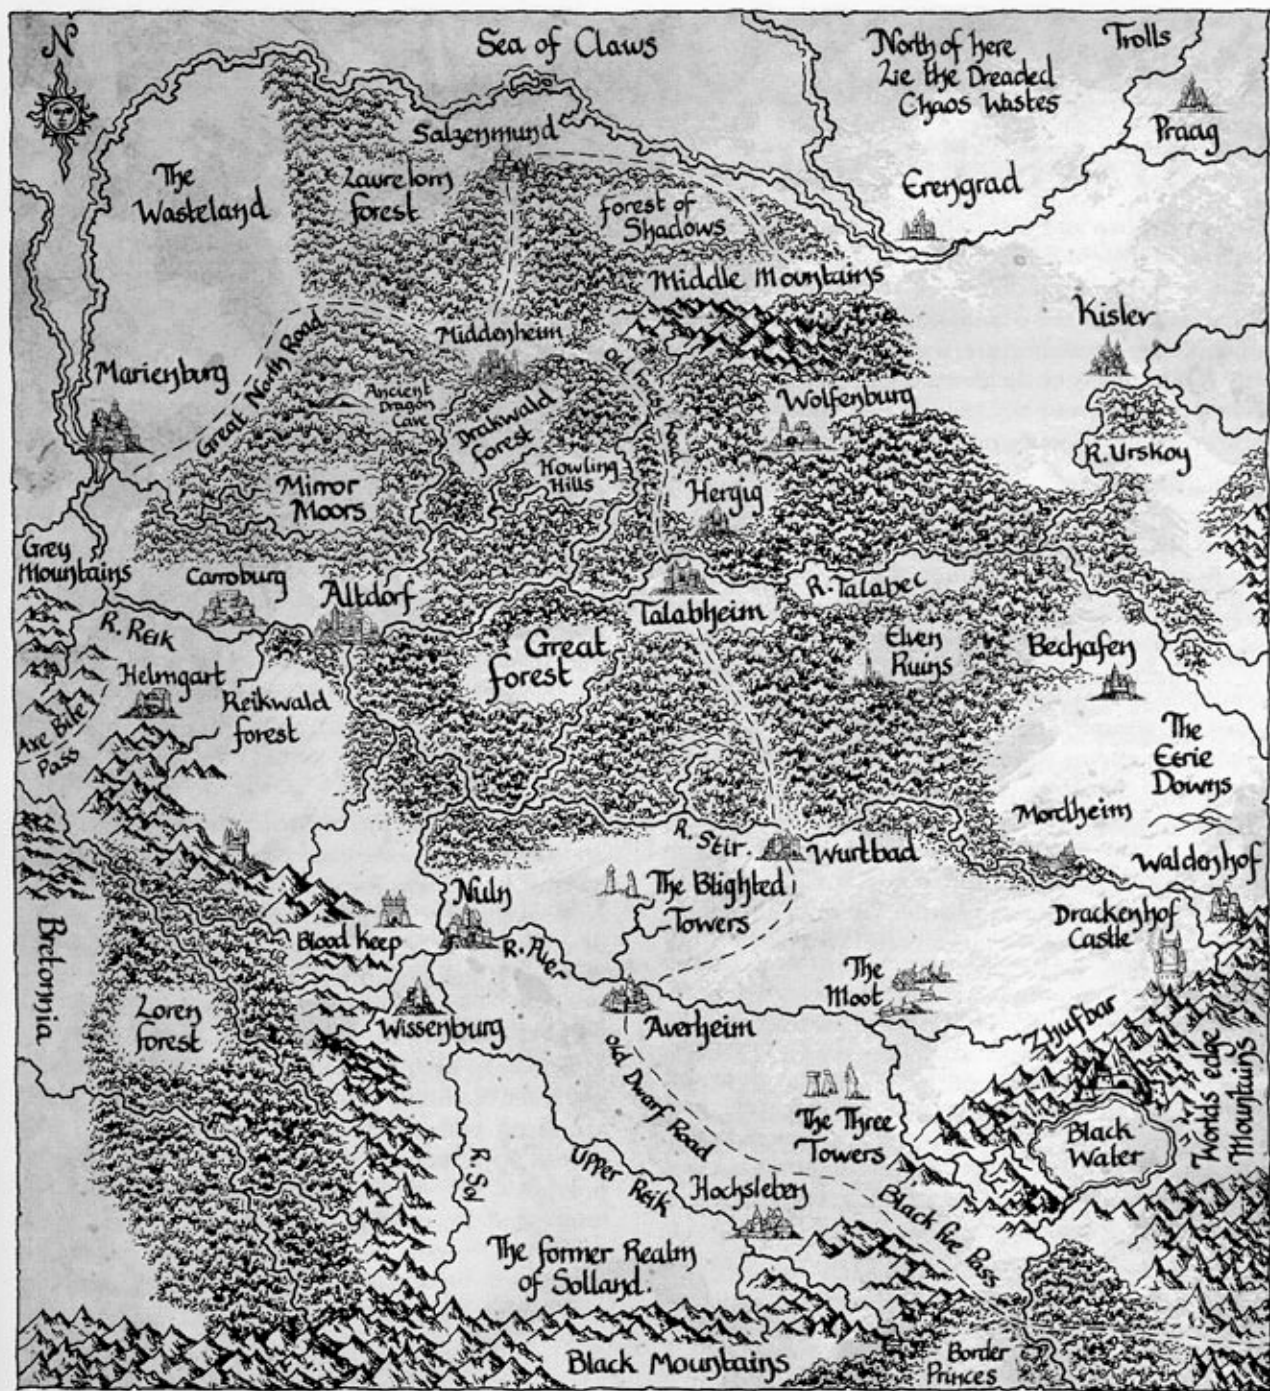 N
Sea of Claws
North of here
Lie the Dreaded
Chaos Wastes
Trolls
Praag
Salzenmund
The
Wasteland
Laurelorn
forest
forest of
Shadows
Erengrad
Middle Mountains
Kislev
Middenheim
Marienburg
Great North Road
Ancient
Dragon
Cave
Drakwald
forest
Wolfenburg
R. Urskoy
Howling
Hills
Mirror
Moors
Hergig
Grey
Mountains
Carroburg
Altdorf
Talabheim
R. Talabec
R. Reik
Great
forest
Elven
Ruins
Bechafen
Helmgart
Reikwald
forest
Axe Bite
Pass
The
Eerie
Downs
Mordheim
R. Stir.
Wurtbad
Waldenhof
Nuln
The Blighted
Towers
Drackenhof
Castle
Bretonnia
Blood Keep
R. Aver
The
Moot
Loren
forest
Wissenburg
Averheim
Zhufbar
Old Dwarf Road
Worlds edge
Mountains
The Three
Towers
Black
Water
R. Sol
Upper Reik
Hochsleben
Black fire Pass
The former Realm
of Solland.
Black Mountains
Border
Princes